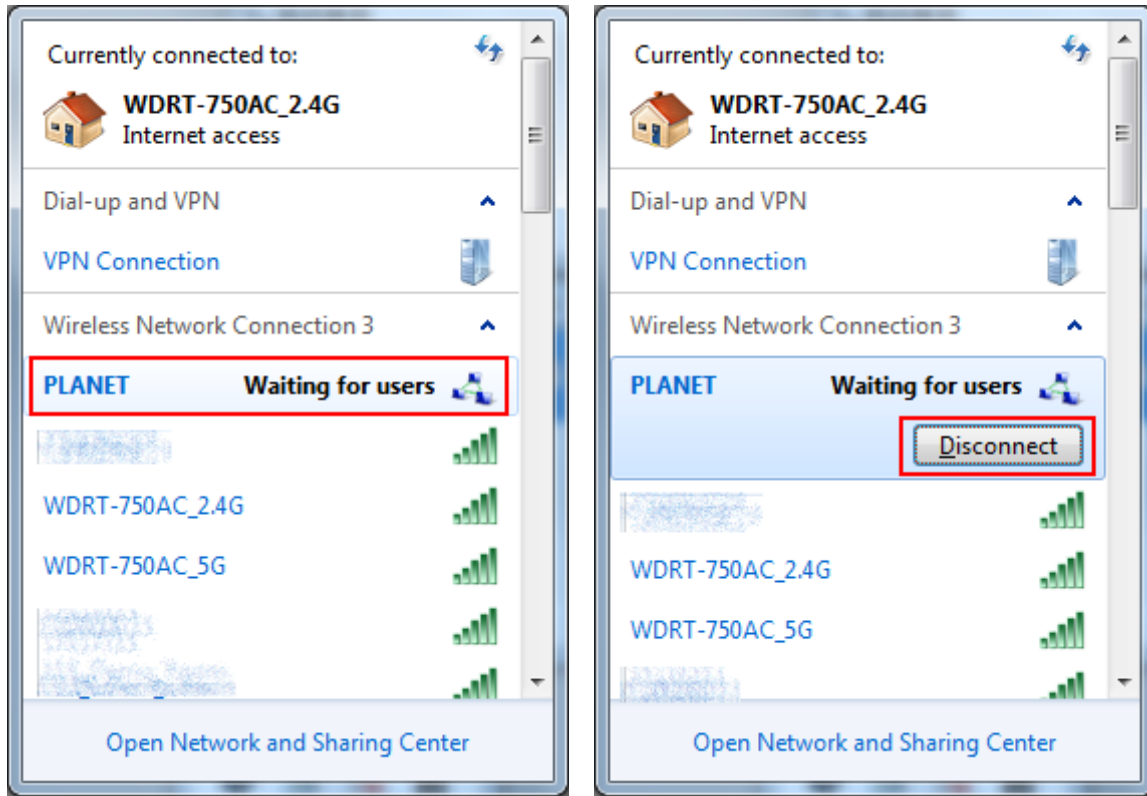 Currently connected to:
WDRT-750AC_2.4G
Internet access
Dial-up and VPN
VPN Connection
Wireless Network Connection 3
PLANET Waiting for users
WDRT-750AC_2.4G
WDRT-750AC_5G
Open Network and Sharing Center
Currently connected to:
WDRT-750AC_2.4G
Internet access
Dial-up and VPN
VPN Connection
Wireless Network Connection 3
PLANET Waiting for users
Disconnect
WDRT-750AC_2.4G
WDRT-750AC_5G
Open Network and Sharing Center